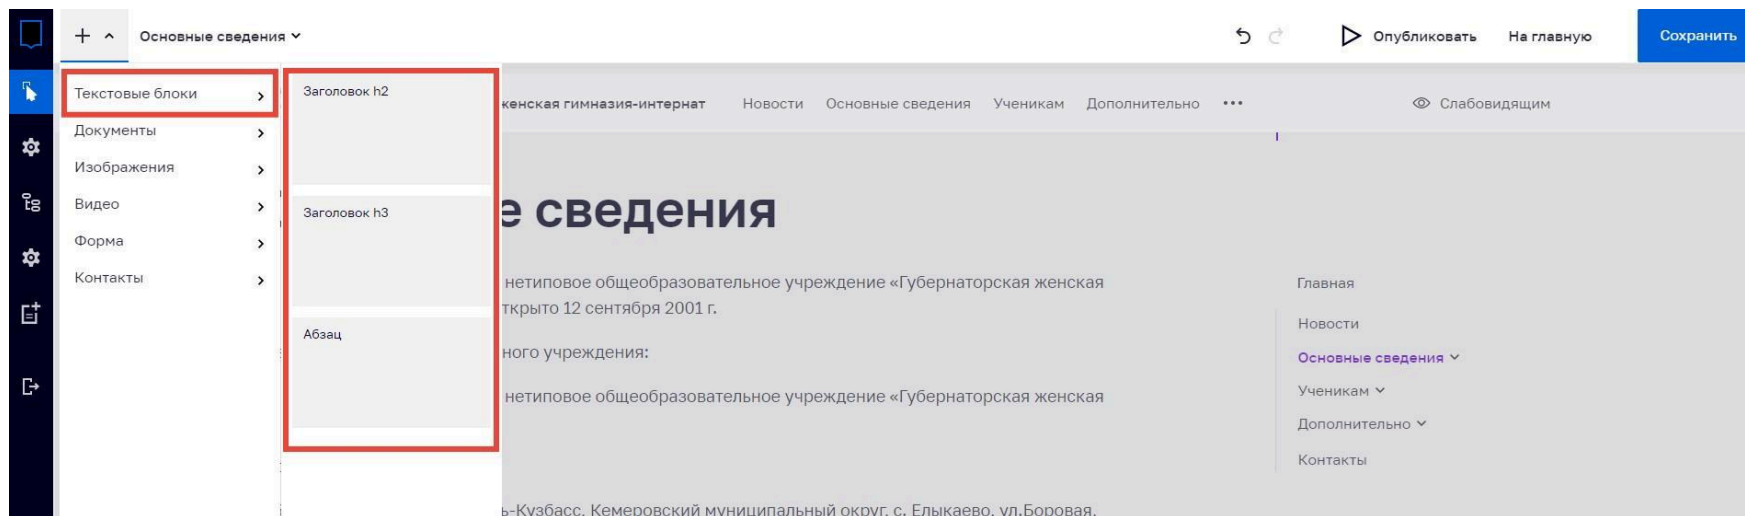 Основные сведения
Опубликовать
На главную
Сохранить
Текстовые блоки
Документы
Изображения
Видео
Форма
Контакты
Заголовок h2
Заголовок h3
Абзац
женская гимназия-интернат
Новости
Основные сведения
Ученикам
Дополнительно
Слабовидящим
е сведения
нетиповое общеобразовательное учреждение «Губернаторская женская
ткрыто 12 сентября 2001 г.
ного учреждения:
нетиповое общеобразовательное учреждение «Губернаторская женская
ь-Кузбасс, Кемеровский муниципальный округ, с. Елыкаево, ул.Боровая,
Главная
Новости
Основные сведения
Ученикам
Дополнительно
Контакты